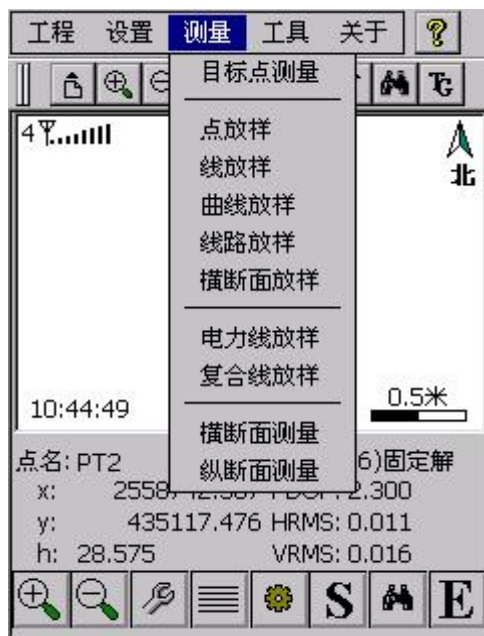 工程 设置 测量 工具 关于
目标点测量
点放样
线放样
曲线放样
线路放样
横断面放样
电力线放样
复合线放样
横断面测量
纵断面测量
TG
4
北
10:44:49
0.5米
点名: PT2 6)固定解
x: 2.300
y: 435117.476 HRMS: 0.011
h: 28.575 VRMS: 0.016
S E